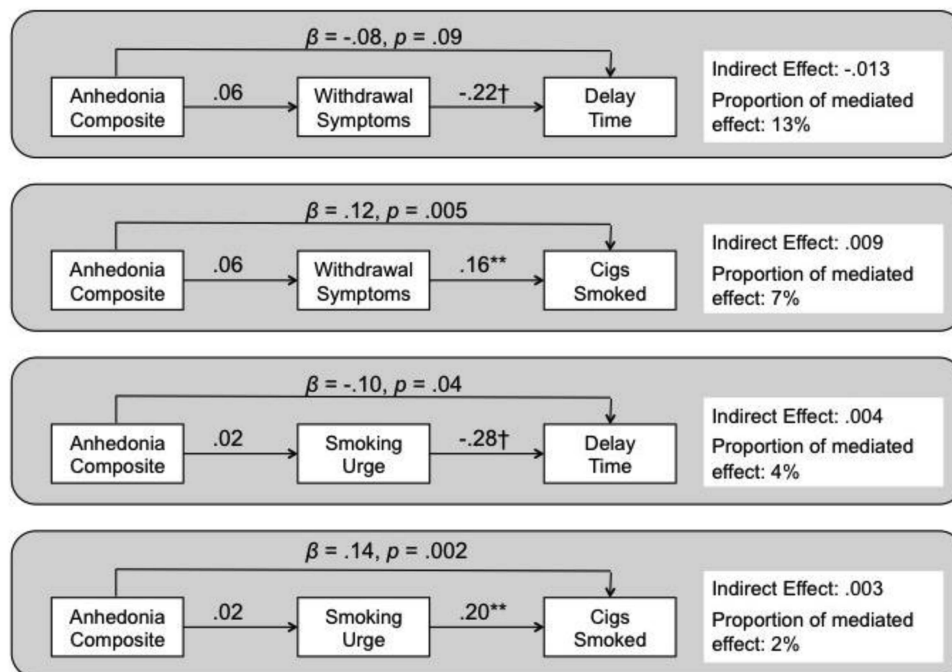 β = -.08, p = .09
Anhedonia
Composite
.06
Withdrawal
Symptoms
-.22†
Delay
Time
Indirect Effect: -.013
Proportion of mediated
effect: 13%
β = .12, p = .005
Anhedonia
Composite
.06
Withdrawal
Symptoms
.16**
Cigs
Smoked
Indirect Effect: .009
Proportion of mediated
effect: 7%
β = -.10, p = .04
Anhedonia
Composite
.02
Smoking
Urge
-.28†
Delay
Time
Indirect Effect: .004
Proportion of mediated
effect: 4%
β = .14, p = .002
Anhedonia
Composite
.02
Smoking
Urge
.20**
Cigs
Smoked
Indirect Effect: .003
Proportion of mediated
effect: 2%